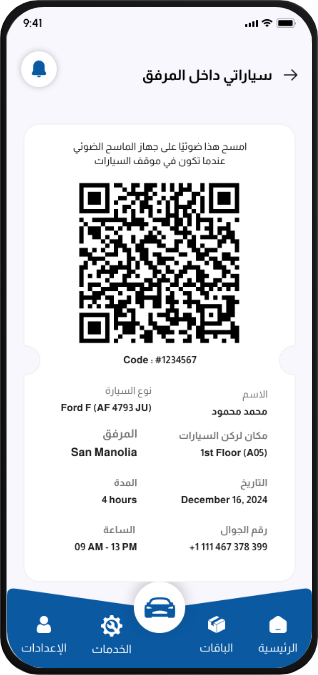 9:41
سياراتي داخل المرفق
امسح هذا ضوئيًا على جهاز الماسح الضوئي
عندما تكون في موقف السيارات
Code : #1234567
الاسم
محمد محمود
نوع السيارة
Ford F (AF 4793 JU)
مكان لركن السيارات
1st Floor (A05)
المرفق
San Manolia
التاريخ
December 16, 2024
المدة
4 hours
رقم الجوال
+1 111 467 378 399
الساعة
09 AM - 13 PM
الرئيسية
الباقات
الخدمات
الإعدادات